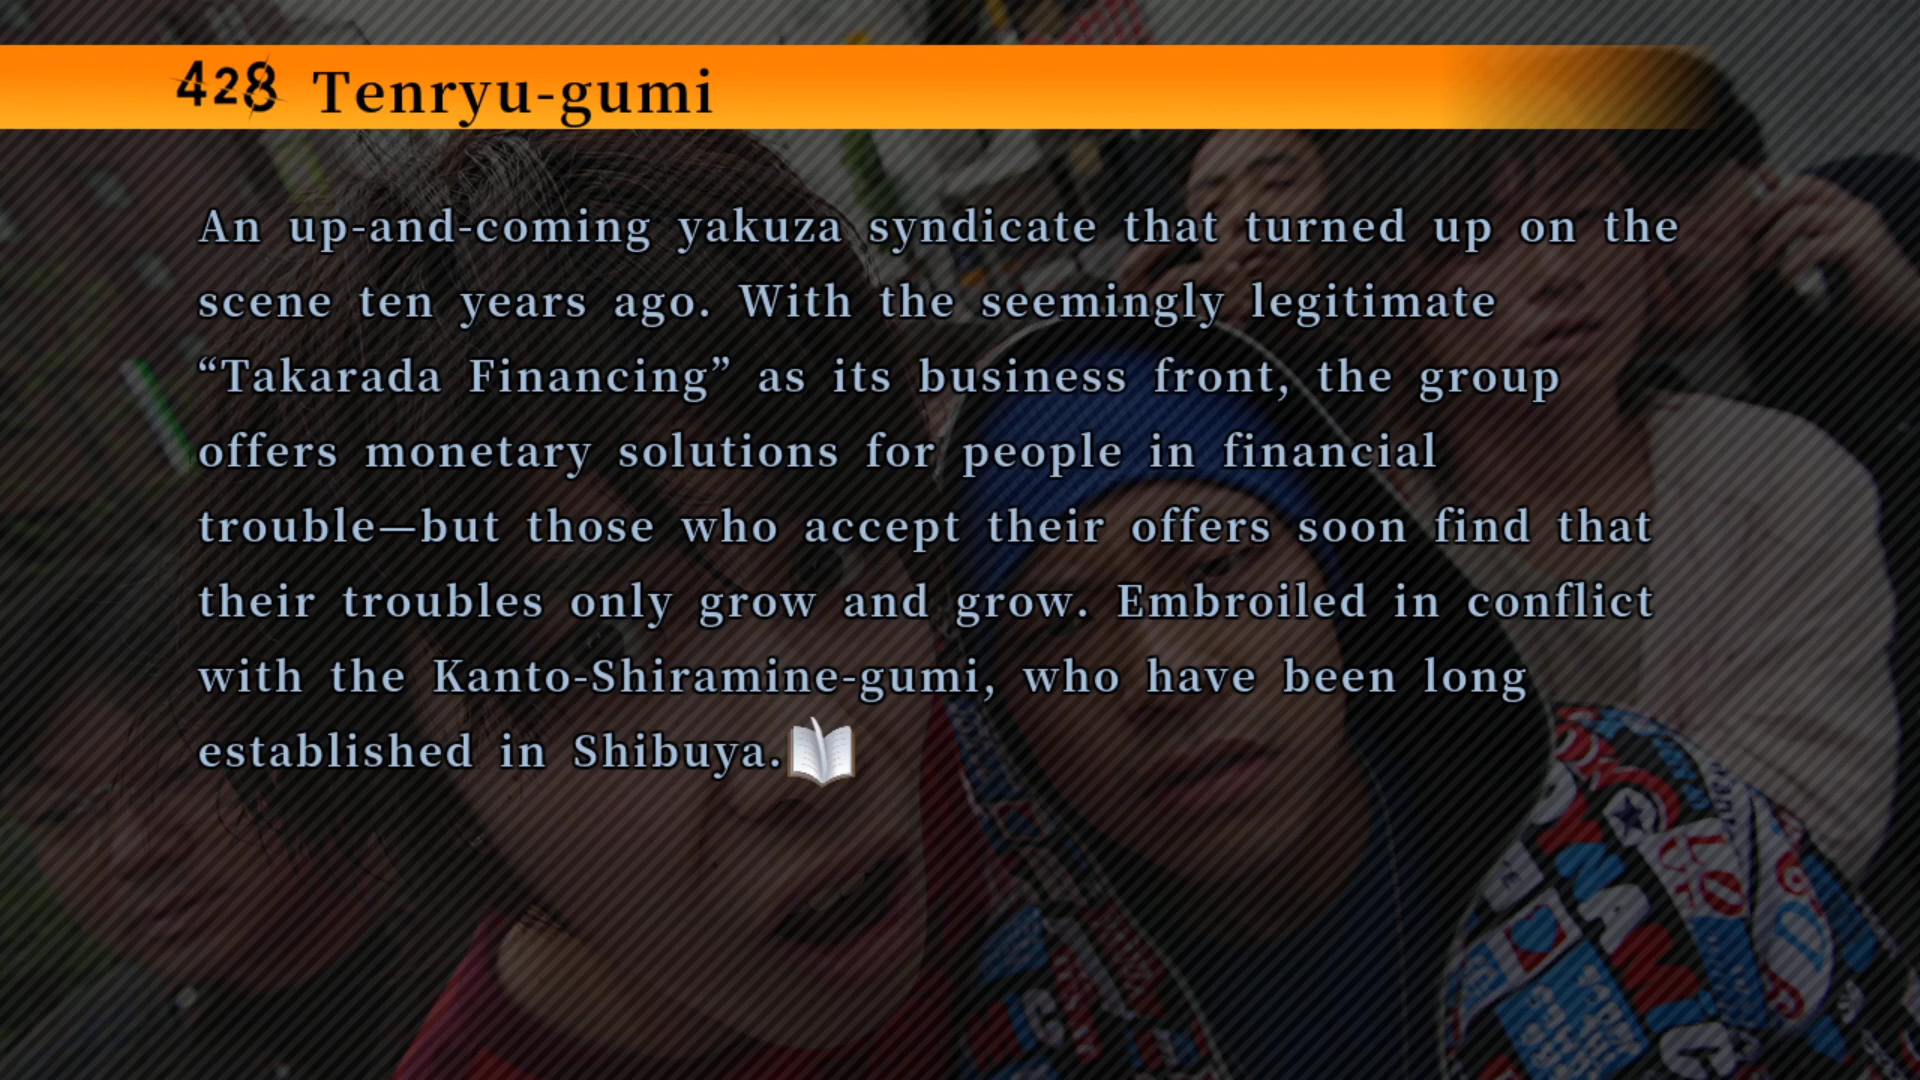 428 Tenryu-gumi
An up-and-coming yakuza syndicate that turned up on the
scene ten years ago. With the seemingly legitimate
“Takarada Financing” as its business front, the group
offers monetary solutions for people in financial
trouble—but those who accept their offers soon find that
their troubles only grow and grow. Embroiled in conflict
with the Kanto-Shiramine-gumi, who have been long
established in Shibuya.